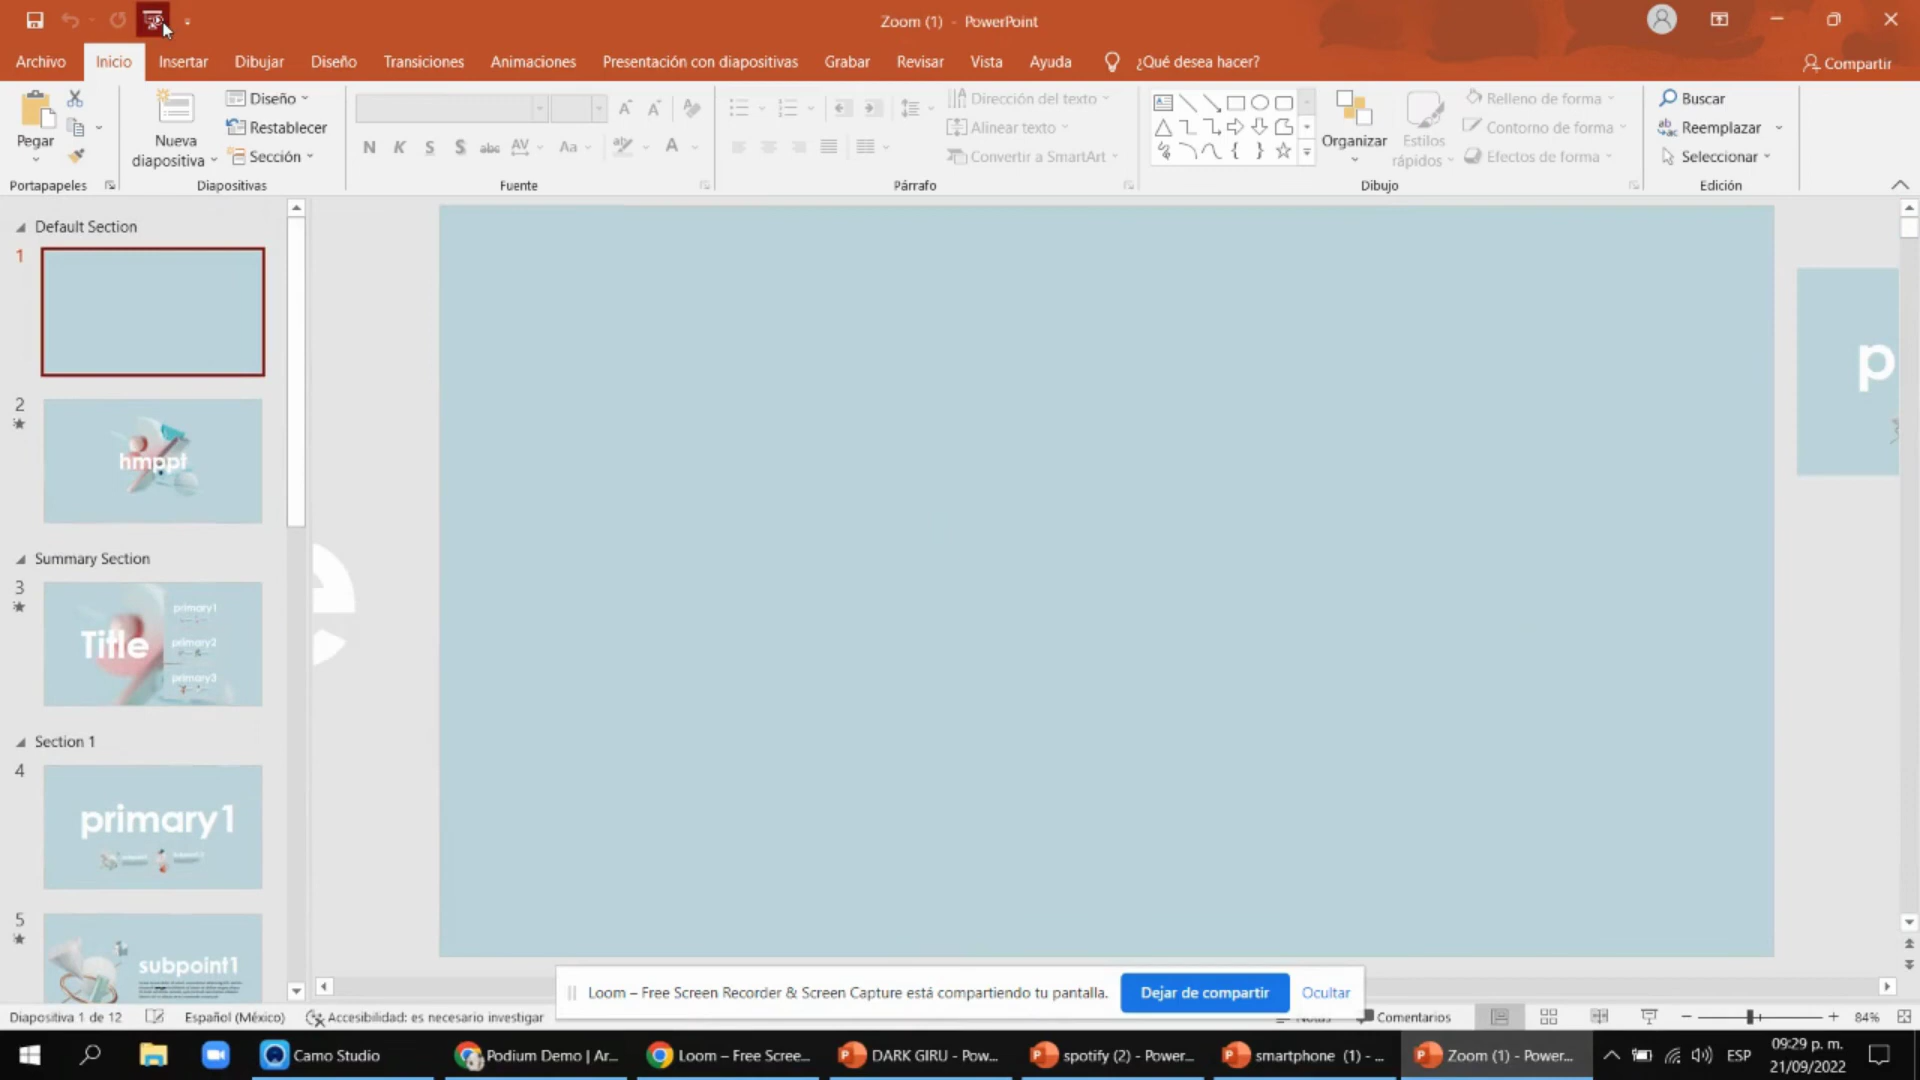 Zoom (1) - PowerPoint
Archivo Inicio Insertar Dibujar Diseño Transiciones Animaciones Presentación con diapositivas Grabar Revisar Vista Ayuda ¿Qué desea hacer? Compartir
Pegar
Portapapeles
Nueva diapositiva
Diseño
Restablecer
Sección
Diapositivas
N K S S abc AV Aa A
Fuente
Dirección del texto
Alinear texto
Convertir a SmartArt
Párrafo
Organizar
Estilos rápidos
Relleno de forma
Contorno de forma
Efectos de forma
Dibujo
Buscar
Reemplazar
Seleccionar
Edición
Default Section
1
2
hmppt
Summary Section
3
Title
primary1
primary2
primary3
Section 1
4
primary1
5
subpoint1
e
p
Loom – Free Screen Recorder & Screen Capture está compartiendo tu pantalla. Dejar de compartir Ocultar
Diapositiva 1 de 12 Español (México) Accesibilidad: es necesario investigar Notas Comentarios 84%
Camo Studio Podium Demo | Ar... Loom – Free Scree... DARK GIRU - Pow... spotify (2) - Power... smartphone (1) - ... Zoom (1) - Power... ESP
09:29 p. m.
21/09/2022